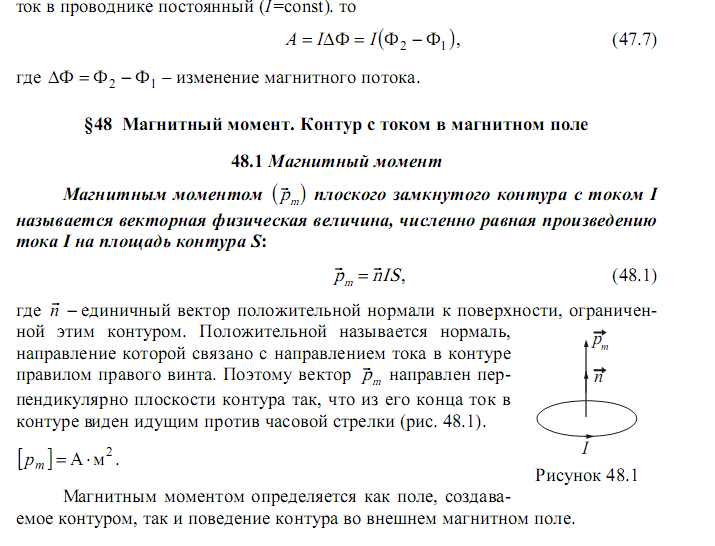 ток в проводнике постоянный (I=const). то
A = IΔΦ = I(Φ₂ − Φ₁), (47.7)
где ΔΦ = Φ₂ − Φ₁ – изменение магнитного потока.
§48 Магнитный момент. Контур с током в магнитном поле
48.1 Магнитный момент
Магнитным моментом (p⃗ₘ) плоского замкнутого контура с током I
называется векторная физическая величина, численно равная произведению
тока I на площадь контура S:
p⃗ₘ = n⃗IS, (48.1)
где n⃗ – единичный вектор положительной нормали к поверхности, ограничен-
ной этим контуром. Положительной называется нормаль,
направление которой связано с направлением тока в контуре
правилом правого винта. Поэтому вектор p⃗ₘ направлен пер-
пендикулярно плоскости контура так, что из его конца ток в
контуре виден идущим против часовой стрелки (рис. 48.1).
p⃗ₘ
n⃗
I
Рисунок 48.1
[pₘ] = А·м².
Магнитным моментом определяется как поле, создава-
емое контуром, так и поведение контура во внешнем магнитном поле.